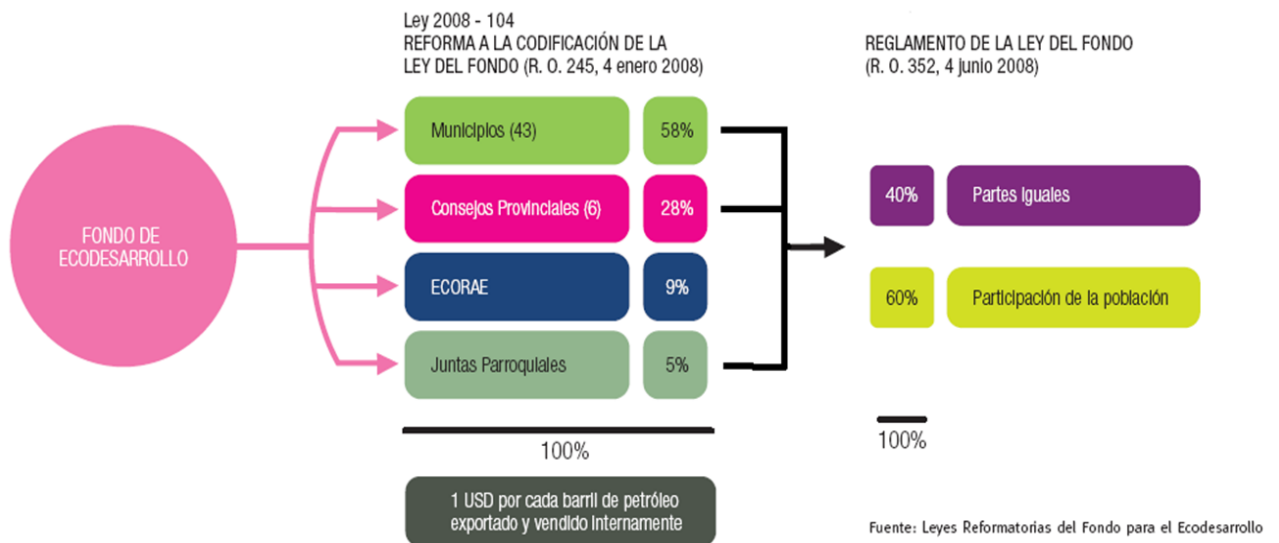 Ley 2008 - 104
REFORMA A LA CODIFICACIÓN DE LA
LEY DEL FONDO (R. O. 245, 4 enero 2008)
REGLAMENTO DE LA LEY DEL FONDO
(R. O. 352, 4 junio 2008)
FONDO DE
ECODESARROLLO
Municipios (43) 58%
Consejos Provinciales (6) 28%
ECORAE 9%
Juntas Parroquiales 5%
100%
1 USD por cada barril de petróleo
exportado y vendido internamente
40% Partes Iguales
60% Participación de la población
100%
Fuente: Leyes Reformatorias del Fondo para el Ecodesarrollo